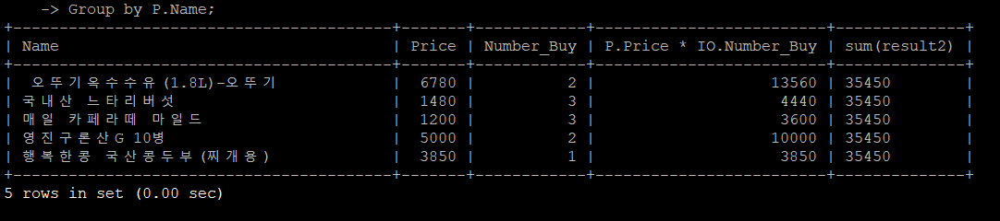 -> Group by P.Name;
+-----------------------------------------+-------+------------+-------------------------+--------------+
| Name | Price | Number_Buy | P.Price * IO.Number_Buy | sum(result2) |
+-----------------------------------------+-------+------------+-------------------------+--------------+
| 오뚜기옥수수유(1.8L)-오뚜기 | 6780 | 2 | 13560 | 35450 |
| 국내산 느타리버섯 | 1480 | 3 | 4440 | 35450 |
| 매일 카페라떼 마일드 | 1200 | 3 | 3600 | 35450 |
| 영진구론산G 10병 | 5000 | 2 | 10000 | 35450 |
| 행복한콩 국산콩두부(찌개용) | 3850 | 1 | 3850 | 35450 |
+-----------------------------------------+-------+------------+-------------------------+--------------+
5 rows in set (0.00 sec)